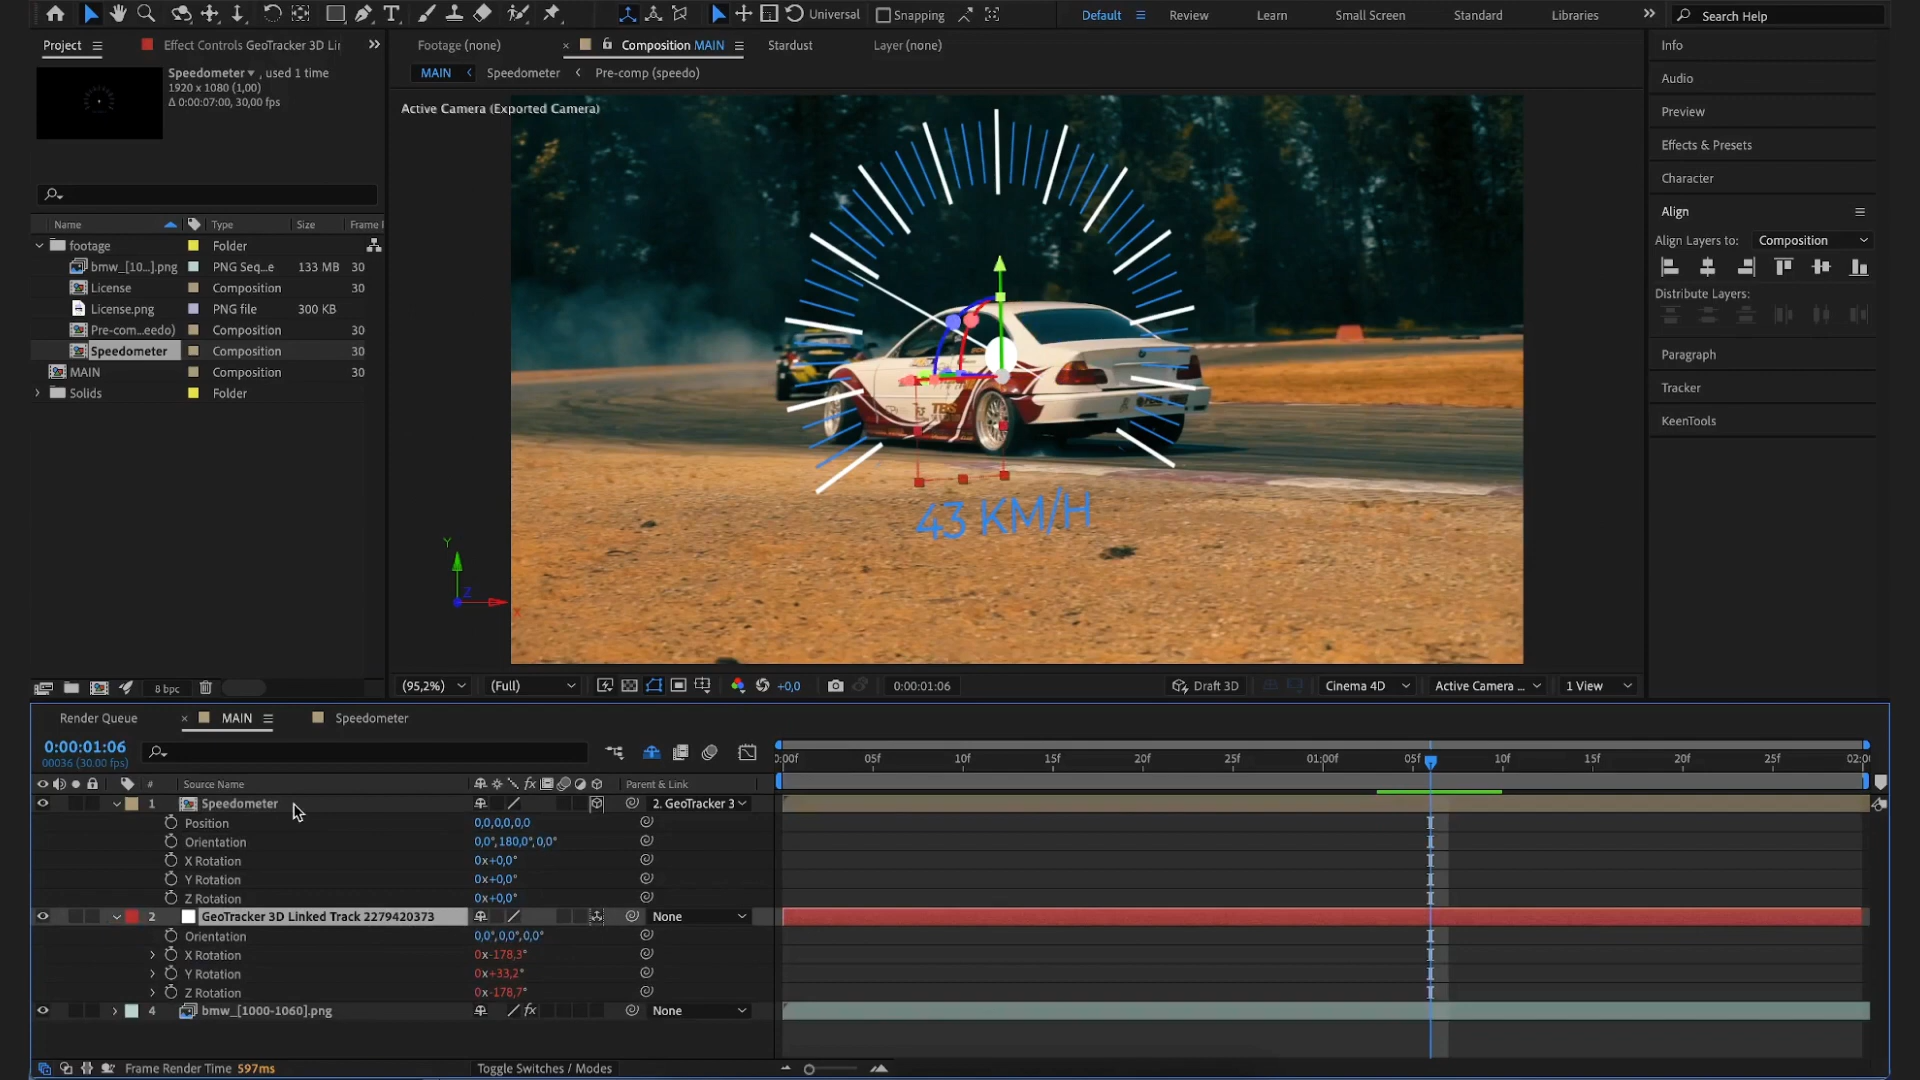 Universal
Snapping
Default
Review
Learn
Small Screen
Standard
Libraries
Search Help
Project
Effect Controls GeoTracker 3D Lir
Footage (none)
Composition MAIN
Stardust
Layer (none)
Info
Speedometer , used 1 time
1920 x 1080 (1,00)
Δ 0:00:07:00, 30,00 fps
MAIN
Speedometer
Pre-comp (speedo)
Audio
Active Camera (Exported Camera)
Preview
Effects & Presets
Character
Align
Align Layers to: Composition
Distribute Layers:
Paragraph
Tracker
KeenTools
Name Type Size Frame
footage Folder
bmw_[10...].png PNG Seq...e 133 MB 30
License Composition 30
License.png PNG file 300 KB
Pre-com...eedo) Composition 30
Speedometer Composition 30
MAIN Composition 30
Solids Folder
43 KM/H
Y
Z
X
8 bpc
(95,2%)
(Full)
+0,0
0:00:01:06
Draft 3D
Cinema 4D
Active Camera ...
1 View
Render Queue
MAIN
Speedometer
0:00:01:06
00036 (30.00 fps)
:00f 05f 10f 15f 20f 25f 01:00f 05f 10f 15f 20f 25f 02:0
# Source Name fx Parent & Link
1 Speedometer 2. GeoTracker 3
Position 0,0,0,0,0,0
Orientation 0,0°,180,0°,0,0°
X Rotation 0x+0,0°
Y Rotation 0x+0,0°
Z Rotation 0x+0,0°
2 GeoTracker 3D Linked Track 2279420373 None
Orientation 0,0°,0,0°,0,0°
X Rotation 0x-178,3°
Y Rotation 0x+33,2°
Z Rotation 0x-178,7°
4 bmw_[1000-1060].png fx None
Frame Render Time 597ms
Toggle Switches / Modes